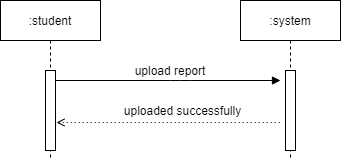 :student
:system
upload report
uploaded successfully